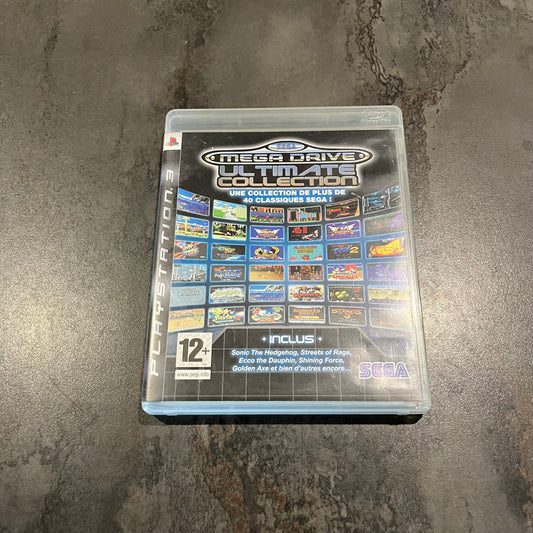 PLAYSTATION 3
SEGA
MEGA DRIVE
ULTIMATE
COLLECTION
UNE COLLECTION DE PLUS DE
40 CLASSIQUES SEGA !
• INCLUS •
Sonic The Hedgehog, Streets of Rage,
Ecco the Dauphin, Shining Force,
Golden Axe et bien d'autres encore...
12+
www.pegi.info
SEGA